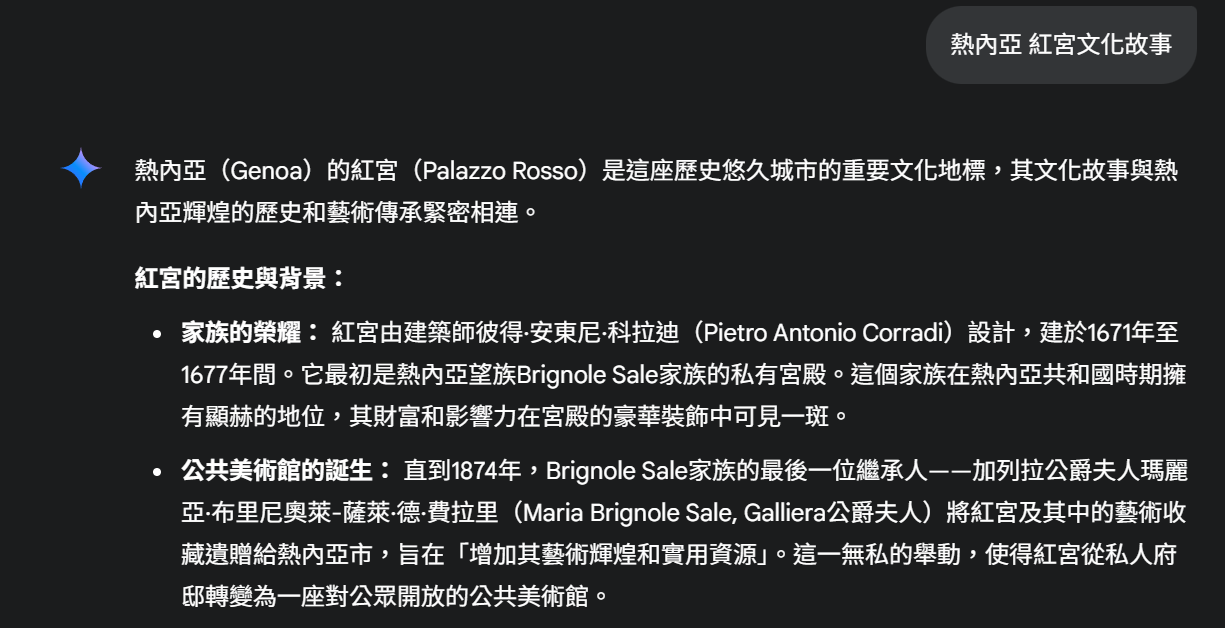 熱內亞 紅宮文化故事
熱內亞（Genoa）的紅宮（Palazzo Rosso）是這座歷史悠久城市的重要文化地標，其文化故事與熱
內亞輝煌的歷史和藝術傳承緊密相連。
紅宮的歷史與背景：
• 家族的榮耀： 紅宮由建築師彼得·安東尼·科拉迪（Pietro Antonio Corradi）設計，建於1671年至
1677年間。它最初是熱內亞望族Brignole Sale家族的私有宮殿。這個家族在熱內亞共和國時期擁
有顯赫的地位，其財富和影響力在宮殿的豪華裝飾中可見一斑。
• 公共美術館的誕生： 直到1874年，Brignole Sale家族的最後一位繼承人——加列拉公爵夫人瑪麗
亞·布里尼奧萊-薩萊·德·費拉里（Maria Brignole Sale, Galliera公爵夫人）將紅宮及其中的藝術收
藏遺贈給熱內亞市，旨在「增加其藝術輝煌和實用資源」。這一無私的舉動，使得紅宮從私人府
邸轉變為一座對公眾開放的公共美術館。